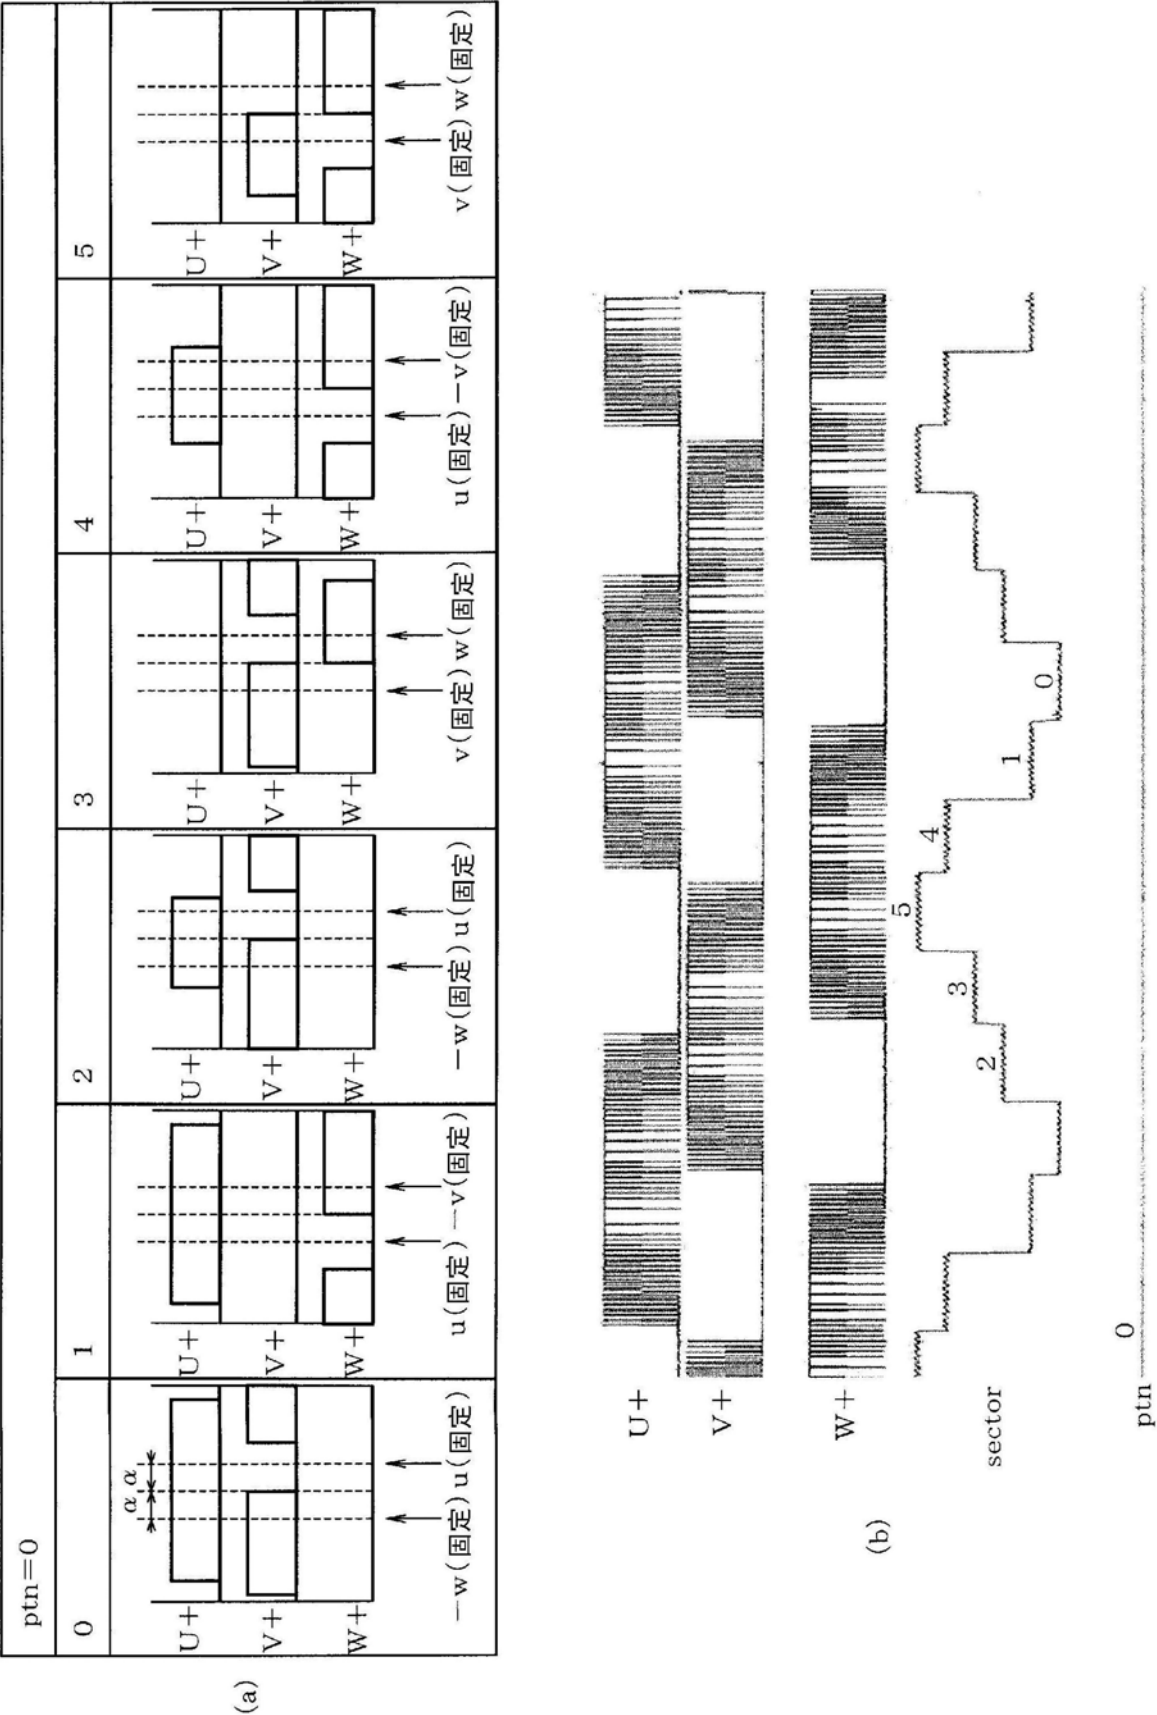 (a)
ptn=0
0 1 2 3 4 5
α α
U+ U+ U+ U+ U+ U+
V+ V+ V+ V+ V+ V+
W+ W+ W+ W+ W+ W+
−w(固定)u(固定)
u(固定)−v(固定)
−w(固定)u(固定)
v(固定)w(固定)
u(固定)−v(固定)
v(固定)w(固定)
(b)
U+
V+
W+
sector
2 3 5 4 1 0
ptn
0